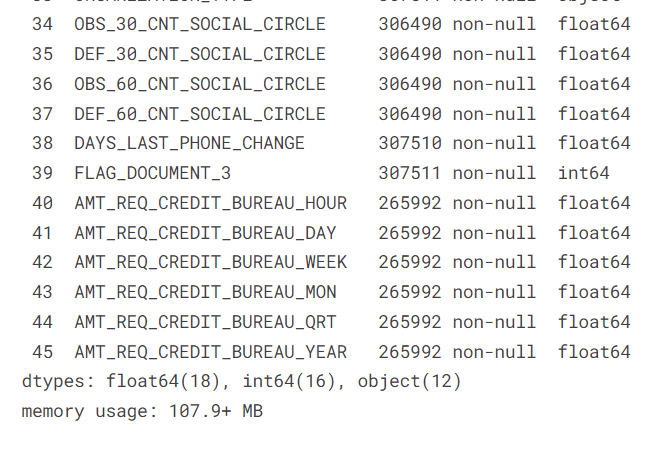 34 OBS_30_CNT_SOCIAL_CIRCLE 306490 non-null float64
35 DEF_30_CNT_SOCIAL_CIRCLE 306490 non-null float64
36 OBS_60_CNT_SOCIAL_CIRCLE 306490 non-null float64
37 DEF_60_CNT_SOCIAL_CIRCLE 306490 non-null float64
38 DAYS_LAST_PHONE_CHANGE 307510 non-null float64
39 FLAG_DOCUMENT_3 307511 non-null int64
40 AMT_REQ_CREDIT_BUREAU_HOUR 265992 non-null float64
41 AMT_REQ_CREDIT_BUREAU_DAY 265992 non-null float64
42 AMT_REQ_CREDIT_BUREAU_WEEK 265992 non-null float64
43 AMT_REQ_CREDIT_BUREAU_MON 265992 non-null float64
44 AMT_REQ_CREDIT_BUREAU_QRT 265992 non-null float64
45 AMT_REQ_CREDIT_BUREAU_YEAR 265992 non-null float64
dtypes: float64(18), int64(16), object(12)
memory usage: 107.9+ MB